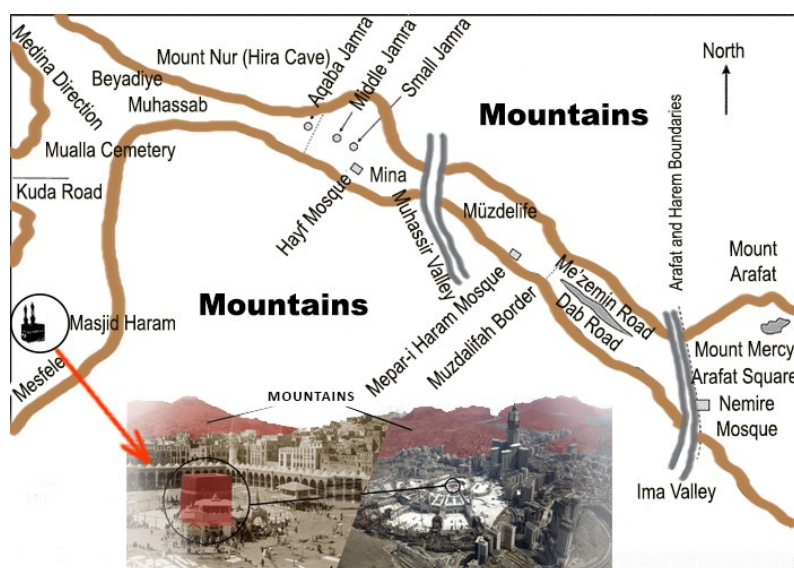 Medina Direction
Beyadiye
Muhassab
Mount Nur (Hira Cave)
Aqaba Jamra
Middle Jamra
Small Jamra
North
Mountains
Mualla Cemetery
Kuda Road
Hayf Mosque
Mina
Muhassir Valley
Müzdelife
Arafat and Harem Boundaries
Mount
Arafat
Mountains
Masjid Haram
Mesfele
Mepar-i Haram Mosque
Muzdalifah Border
Me'zemin Road
Dab Road
Mount Mercy
Arafat Square
Nemire
Mosque
Ima Valley
MOUNTAINS